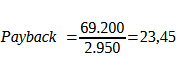 Payback = 69.200 / 2.950 = 23,45